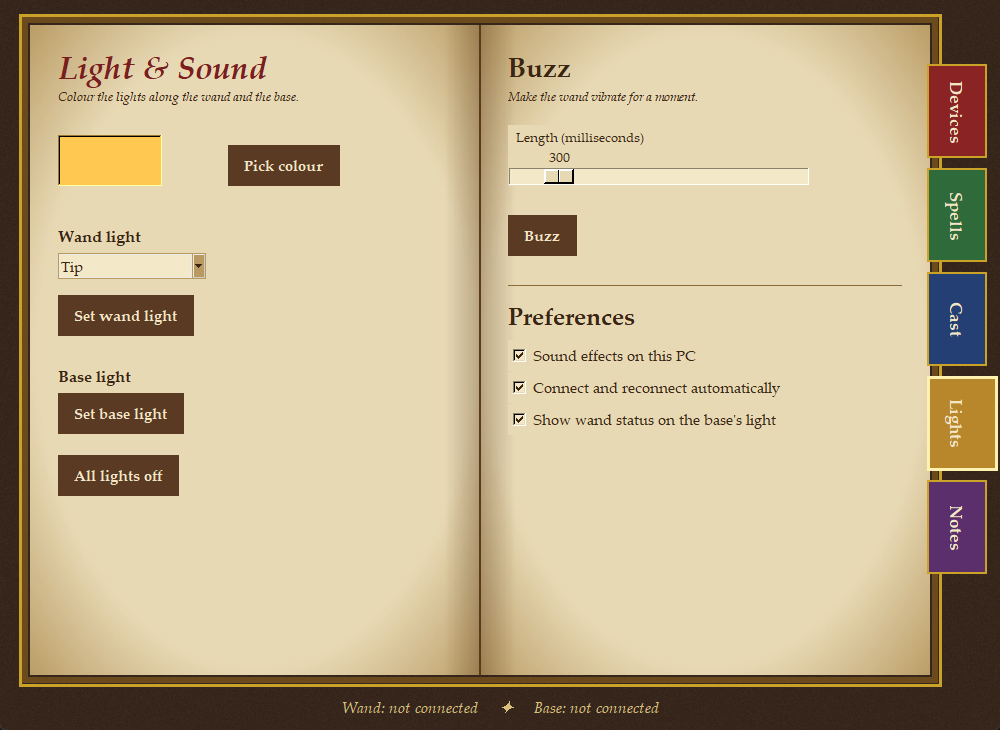 Light & Sound
Colour the lights along the wand and the base.
Pick colour
Wand light
Tip
Set wand light
Base light
Set base light
All lights off
Buzz
Make the wand vibrate for a moment.
Length (milliseconds)
300
Buzz
Preferences
Sound effects on this PC
Connect and reconnect automatically
Show wand status on the base's light
Devices
Spells
Cast
Lights
Notes
Wand: not connected
Base: not connected